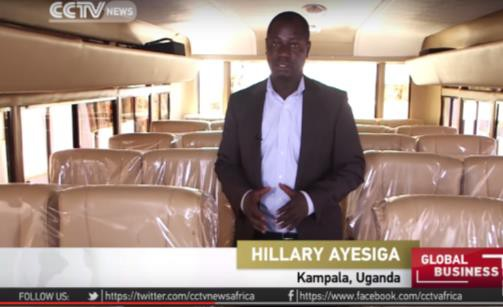 CCTV NEWS
HILLARY AYESIGA
Kampala, Uganda
GLOBAL
BUSINESS
FOLLOW US: https://twitter.com/cctvnewsafrica https://www.facebook.com/cctvafrica